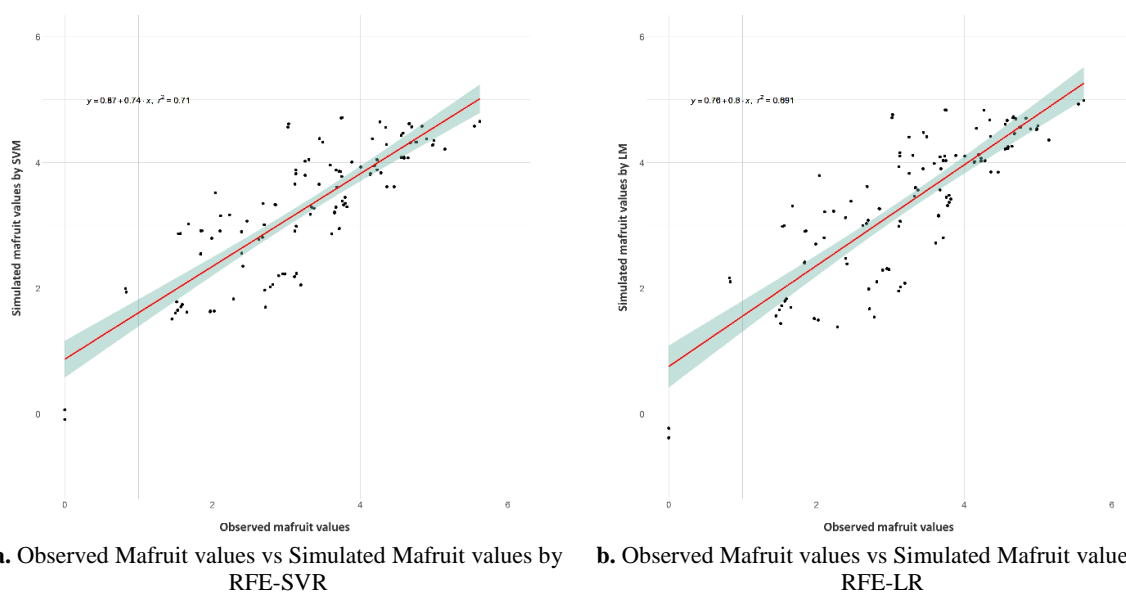 6
y = 0.87 + 0.74 · x, r² = 0.71
4
2
0
Simulated mafruit values by SVM
0 2 4 6
Observed mafruit values
a. Observed Mafruit values vs Simulated Mafruit values by
RFE-SVR
6
y = 0.76 + 0.8 · x, r² = 0.691
4
2
0
Simulated mafruit values by LM
0 2 4 6
Observed mafruit values
b. Observed Mafruit values vs Simulated Mafruit value
RFE-LR